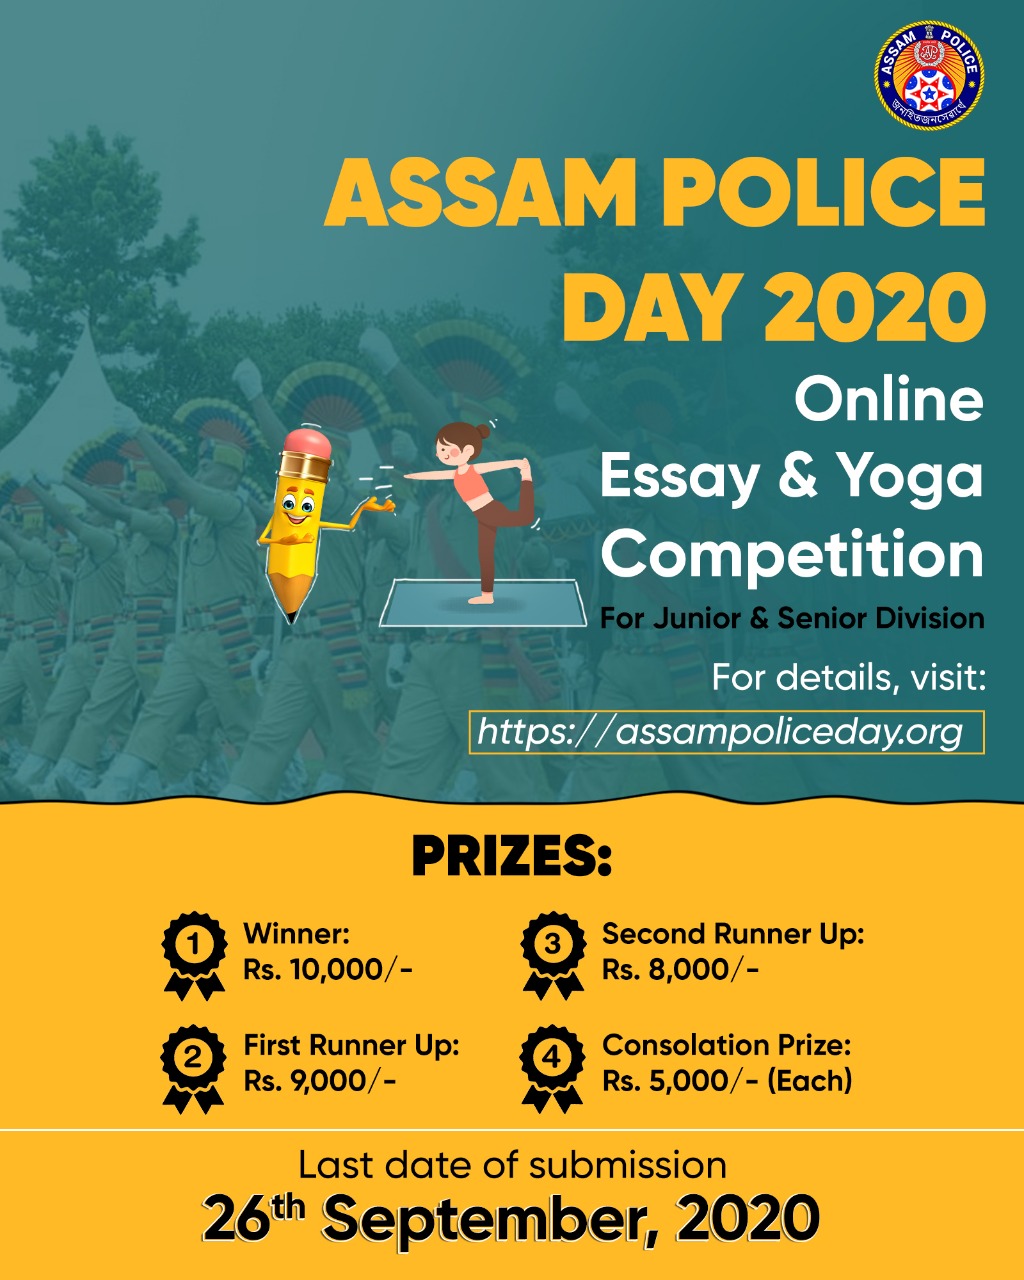 ASSAM POLICE
জনহিতজনসেৱাৰ্থে
ASSAM POLICE
DAY 2020
Online
Essay & Yoga
Competition
For Junior & Senior Division
For details, visit:
https://assampoliceday.org
PRIZES:
1
Winner:
Rs. 10,000/-
3
Second Runner Up:
Rs. 8,000/-
2
First Runner Up:
Rs. 9,000/-
4
Consolation Prize:
Rs. 5,000/- (Each)
Last date of submission
26th September, 2020